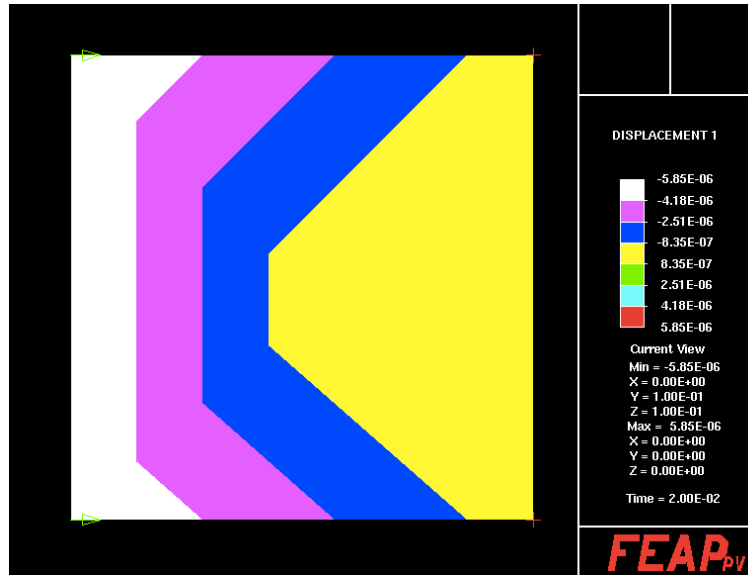 DISPLACEMENT 1
-5.85E-06
-4.18E-06
-2.51E-06
-8.35E-07
8.35E-07
2.51E-06
4.18E-06
5.85E-06
Current View
Min = -5.85E-06
X = 0.00E+00
Y = 1.00E-01
Z = 1.00E-01
Max = 5.85E-06
X = 0.00E+00
Y = 0.00E+00
Z = 0.00E+00
Time = 2.00E-02
FEAPpv